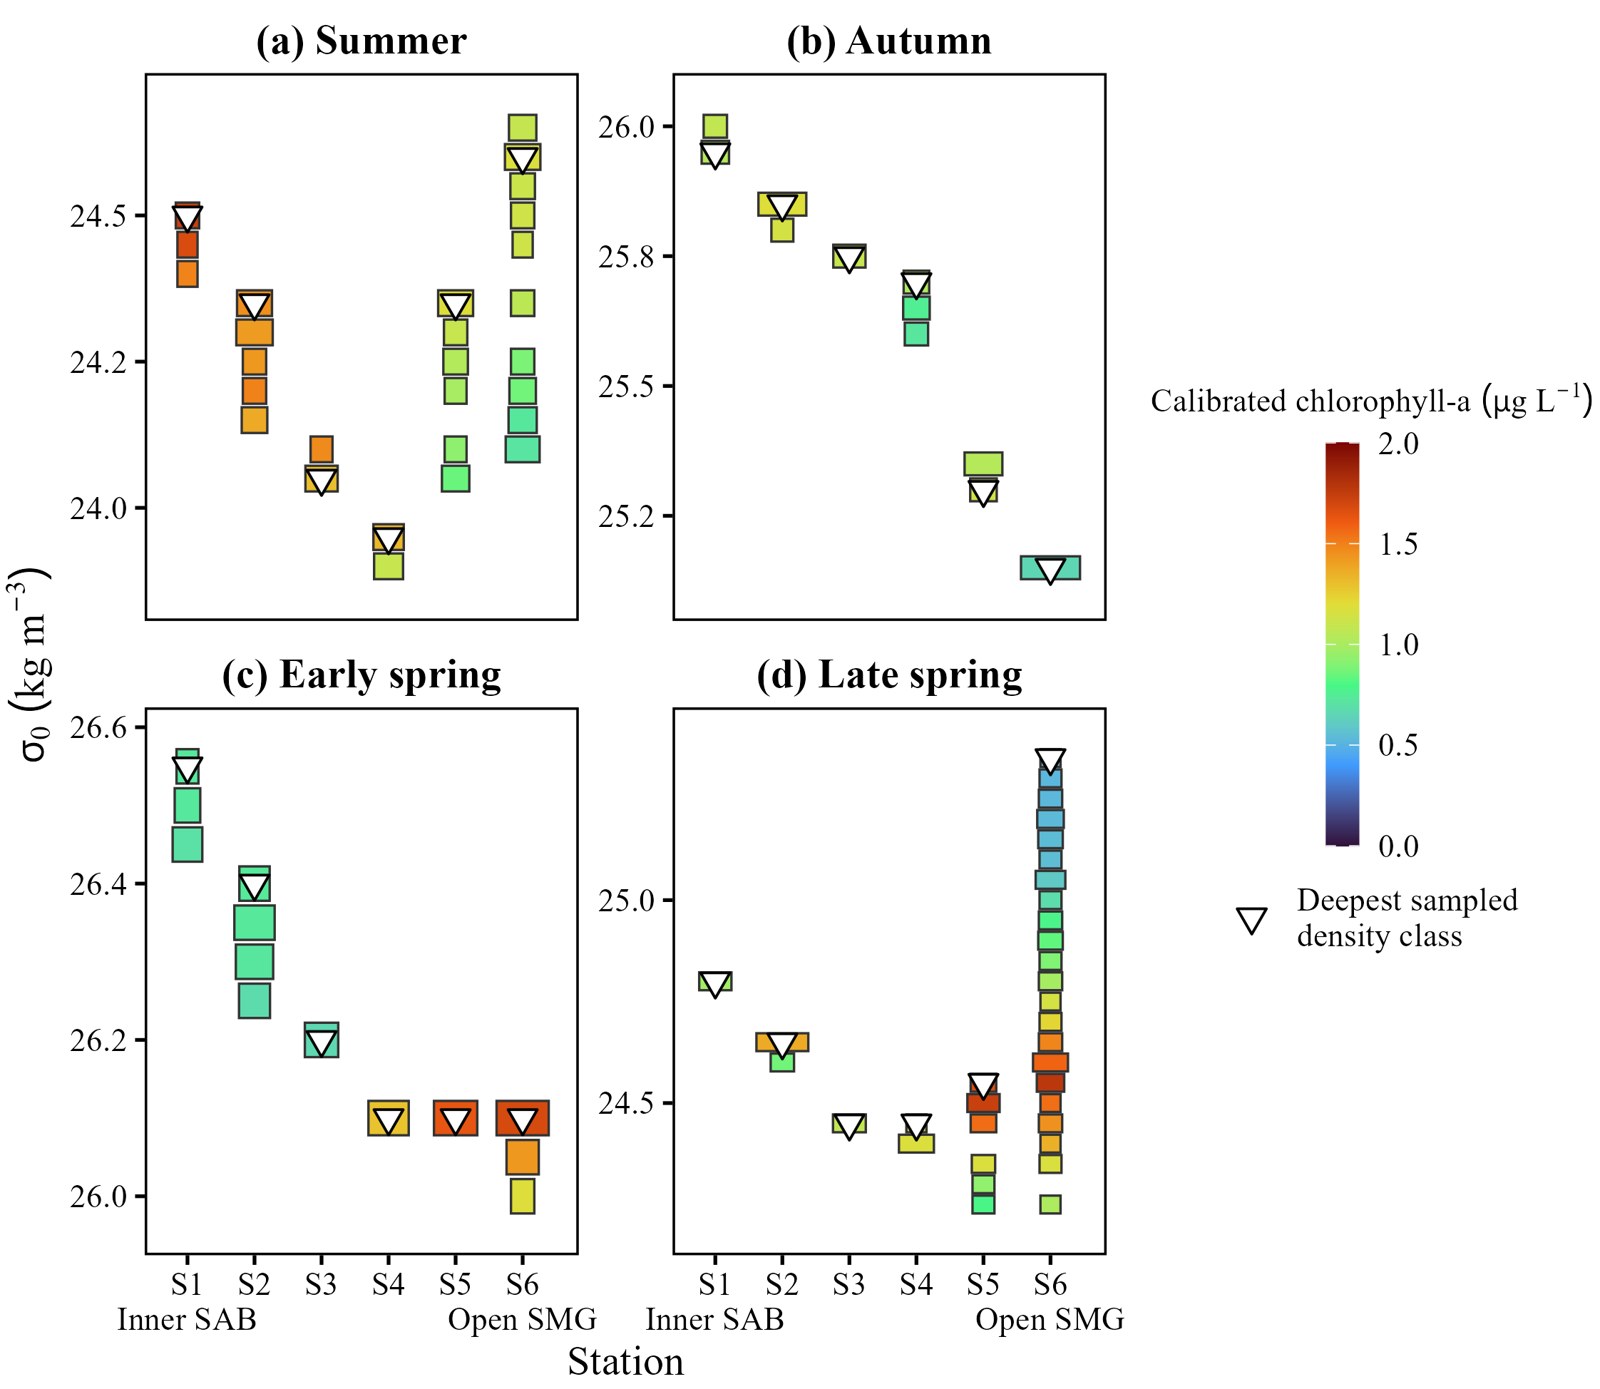 (a) Summer
(b) Autumn
24.5
24.2
24.0
26.0
25.8
25.5
25.2
(c) Early spring
(d) Late spring
26.6
26.4
26.2
26.0
25.0
24.5
σ₀ (kg m⁻³)
S1 S2 S3 S4 S5 S6
Inner SAB Open SMG
S1 S2 S3 S4 S5 S6
Inner SAB Open SMG
Station
Calibrated chlorophyll-a (μg L⁻¹)
2.0
1.5
1.0
0.5
0.0
Deepest sampled
density class